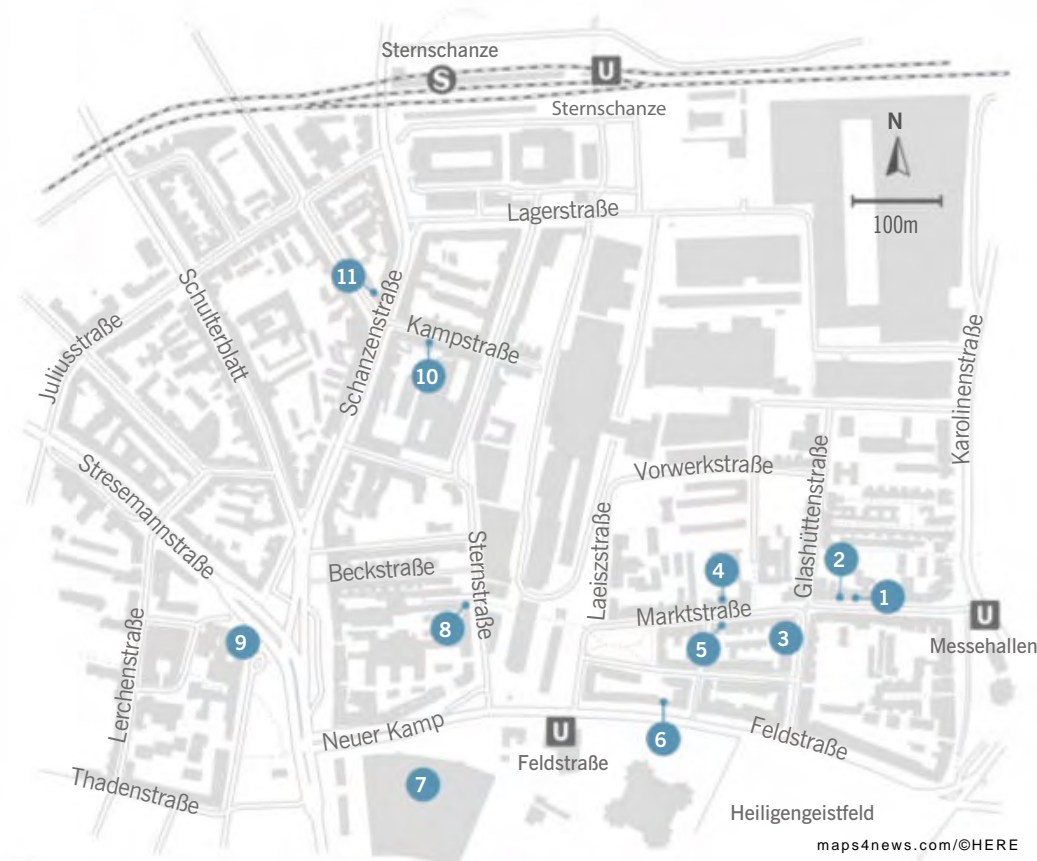 Sternschanze
S
U
Sternschanze
N
100m
Lagerstraße
11
Schulterblatt
Schanzenstraße
Kampstraße
10
Juliusstraße
Karolinenstraße
Stresemannstraße
Vorwerkstraße
Glashüttenstraße
Laeiszstraße
Sternstraße
Beckstraße
2
4
1
Marktstraße
U
Messehallen
8
3
5
9
Lerchenstraße
6
Neuer Kamp
U
Feldstraße
Feldstraße
7
Thadenstraße
Heiligengeistfeld
maps4news.com/©HERE